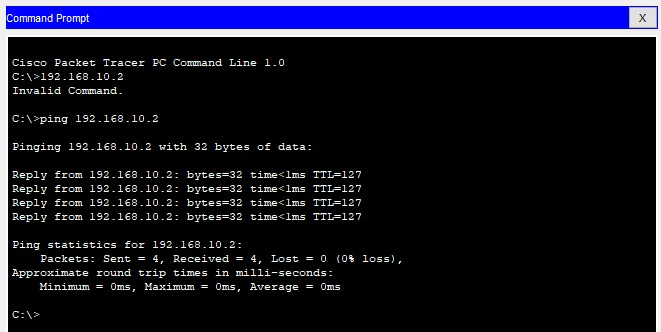 Command Prompt
X
Cisco Packet Tracer PC Command Line 1.0
C:\>192.168.10.2
Invalid Command.
C:\>ping 192.168.10.2
Pinging 192.168.10.2 with 32 bytes of data:
Reply from 192.168.10.2: bytes=32 time<1ms TTL=127
Reply from 192.168.10.2: bytes=32 time<1ms TTL=127
Reply from 192.168.10.2: bytes=32 time<1ms TTL=127
Reply from 192.168.10.2: bytes=32 time<1ms TTL=127
Ping statistics for 192.168.10.2:
Packets: Sent = 4, Received = 4, Lost = 0 (0% loss),
Approximate round trip times in milli-seconds:
Minimum = 0ms, Maximum = 0ms, Average = 0ms
C:\>